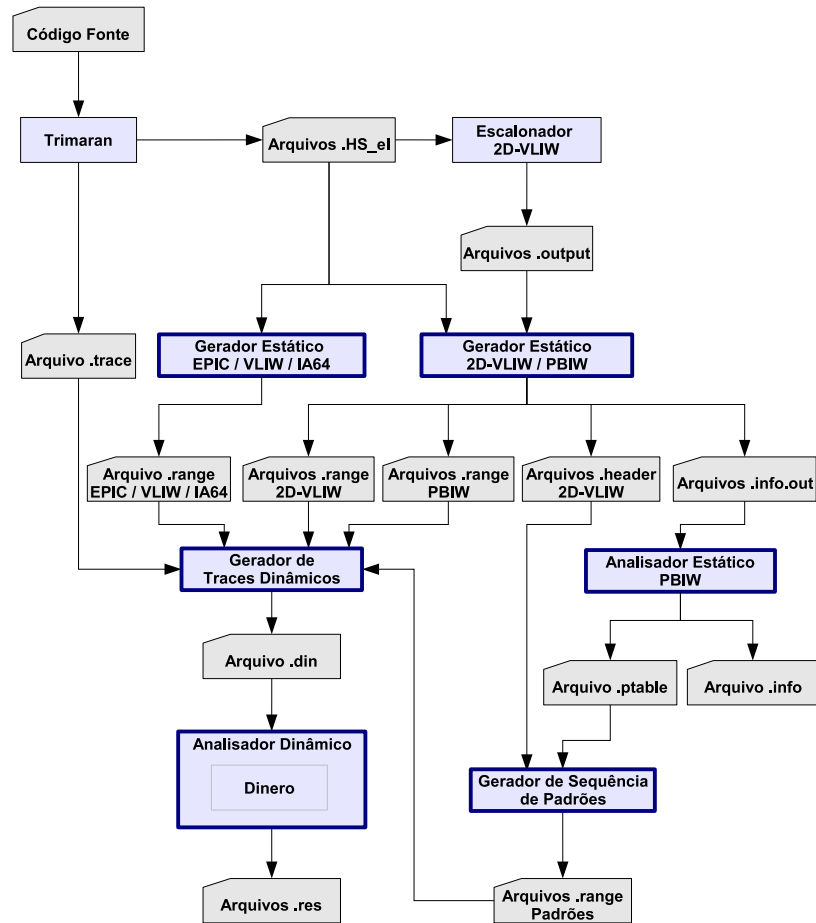 Código Fonte
Trimaran
Arquivos .HS_el
Escalonador
2D-VLIW
Arquivos .output
Arquivo .trace
Gerador Estático
EPIC / VLIW / IA64
Gerador Estático
2D-VLIW / PBIW
Arquivo .range
EPIC / VLIW / IA64
Arquivos .range
2D-VLIW
Arquivos .range
PBIW
Arquivos .header
2D-VLIW
Arquivos .info.out
Gerador de
Traces Dinâmicos
Analisador Estático
PBIW
Arquivo .din
Arquivo .ptable
Arquivo .info
Analisador Dinâmico
Dinero
Gerador de Sequência
de Padrões
Arquivos .res
Arquivos .range
Padrões